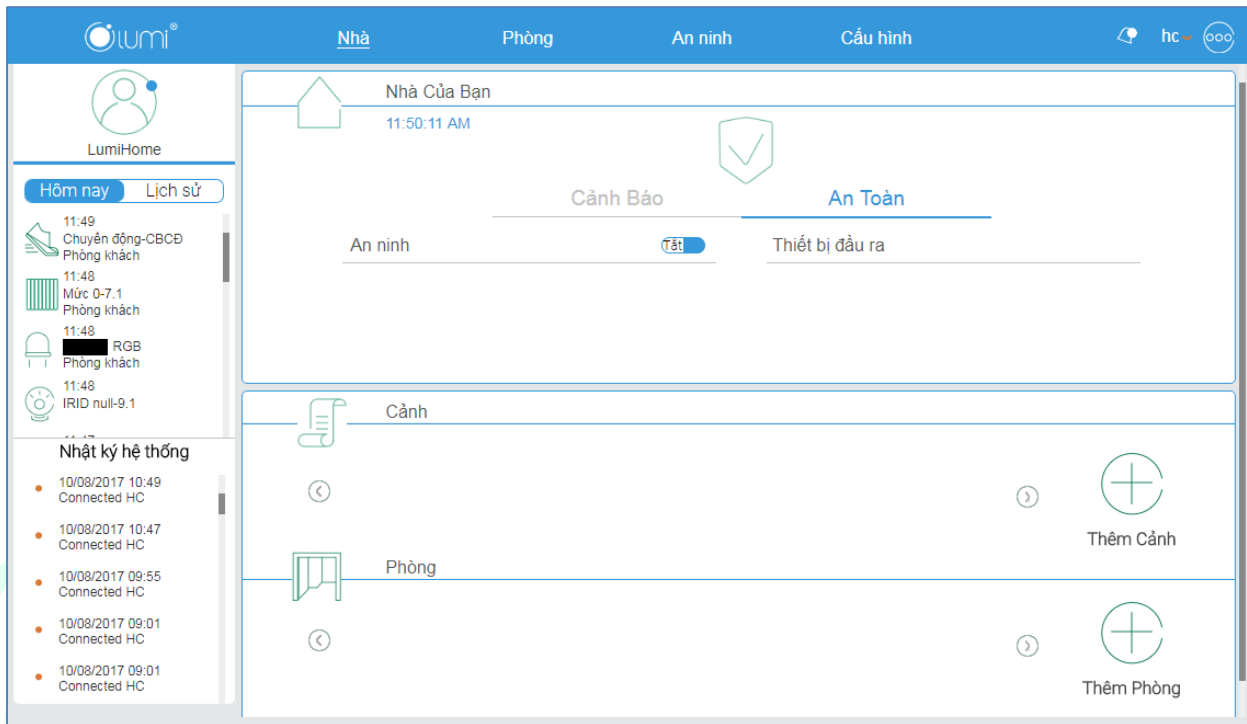 lumi®
Nhà
Phòng
An ninh
Cấu hình
hc
LumiHome
Hôm nay
Lịch sử
11:49
Chuyển động-CBCĐ
Phòng khách
11:48
Mức 0-7.1
Phòng khách
11:48
RGB
Phòng khách
11:48
IRID null-9.1
Nhật ký hệ thống
10/08/2017 10:49
Connected HC
10/08/2017 10:47
Connected HC
10/08/2017 09:55
Connected HC
10/08/2017 09:01
Connected HC
10/08/2017 09:01
Connected HC
Nhà Của Bạn
11:50:11 AM
Cảnh Báo
An Toàn
An ninh
Tắt
Thiết bị đầu ra
Cảnh
Thêm Cảnh
Phòng
Thêm Phòng